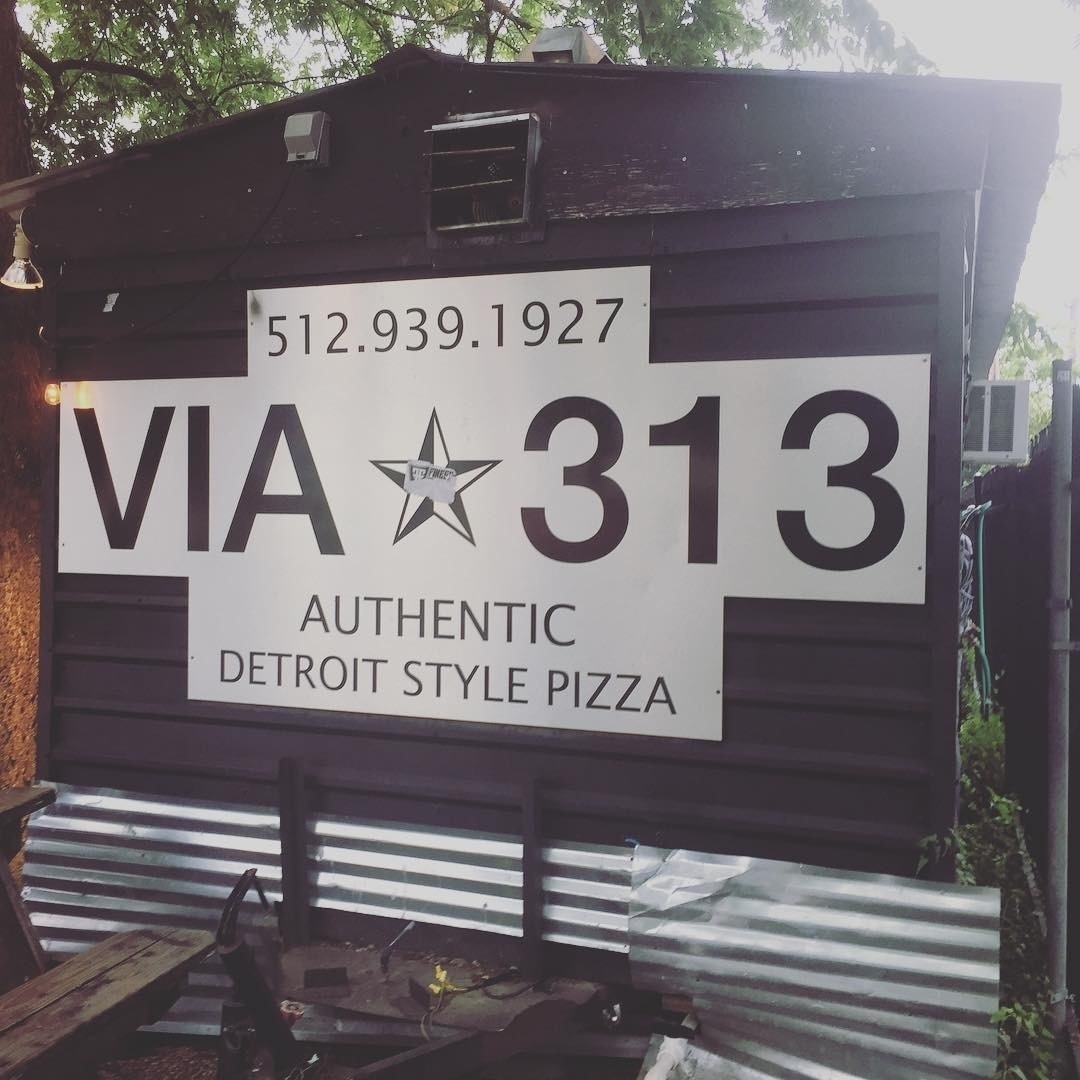 512.939.1927
VIA 313
AUTHENTIC
DETROIT STYLE PIZZA